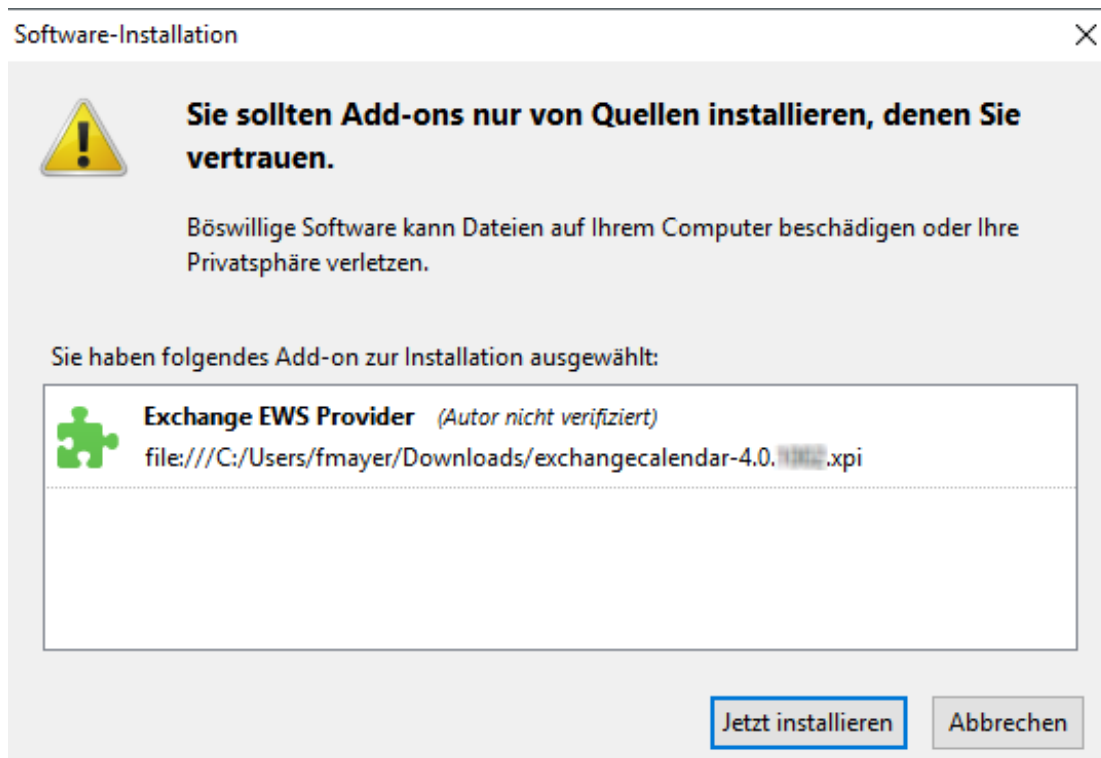 Software-Installation
Sie sollten Add-ons nur von Quellen installieren, denen Sie
vertrauen.
Böswillige Software kann Dateien auf Ihrem Computer beschädigen oder Ihre
Privatsphäre verletzen.
Sie haben folgendes Add-on zur Installation ausgewählt:
Exchange EWS Provider (Autor nicht verifiziert)
file:///C:/Users/fmayer/Downloads/exchangecalendar-4.0. .xpi
Jetzt installieren Abbrechen